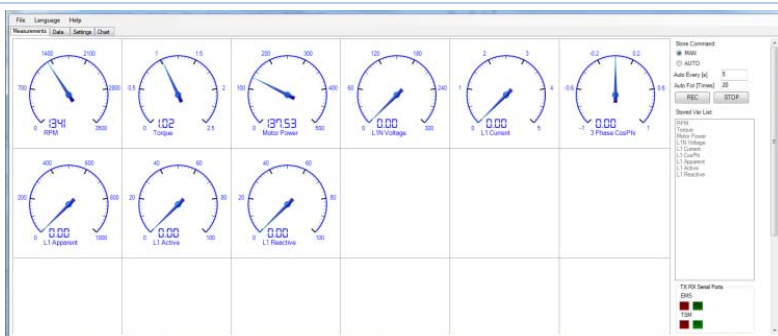 File Language Help
Measurements Data Settings Chart
1400 2100
700 2800
0 1341 3500
RPM
1 1.5
0.5 2
0 1.02 2.5
Torque
200 300
100 400
0 137.53 500
Motor Power
120 180
60 240
0 0.00 300
L1N Voltage
2 3
1 4
0 0.00 5
L1 Current
-0.2 0.2
-0.6 0.6
-1 0.00 1
3 Phase CosPhi
400 600
200 800
0 0.00 1000
L1 Apparent
40 60
20 80
0 0.00 100
L1 Active
40 60
20 80
0 0.00 100
L1 Reactive
Store Command
MAN
AUTO
Auto Every [s] 5
Auto For [Times] 20
REC STOP
Stored Var List
RPM
Torque
Motor Power
L1N Voltage
L1 Current
L1 CosPhi
L1 Apparent
L1 Active
L1 Reactive
TX RX Serial Ports
EMS
TSM